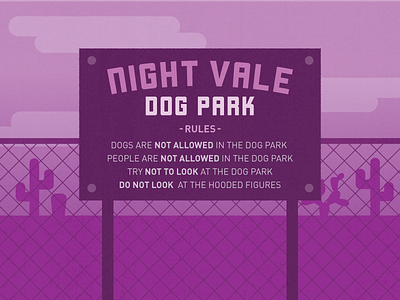 NIGHT VALE
DOG PARK
- RULES -
DOGS ARE NOT ALLOWED IN THE DOG PARK
PEOPLE ARE NOT ALLOWED IN THE DOG PARK
TRY NOT TO LOOK AT THE DOG PARK
DO NOT LOOK AT THE HOODED FIGURES